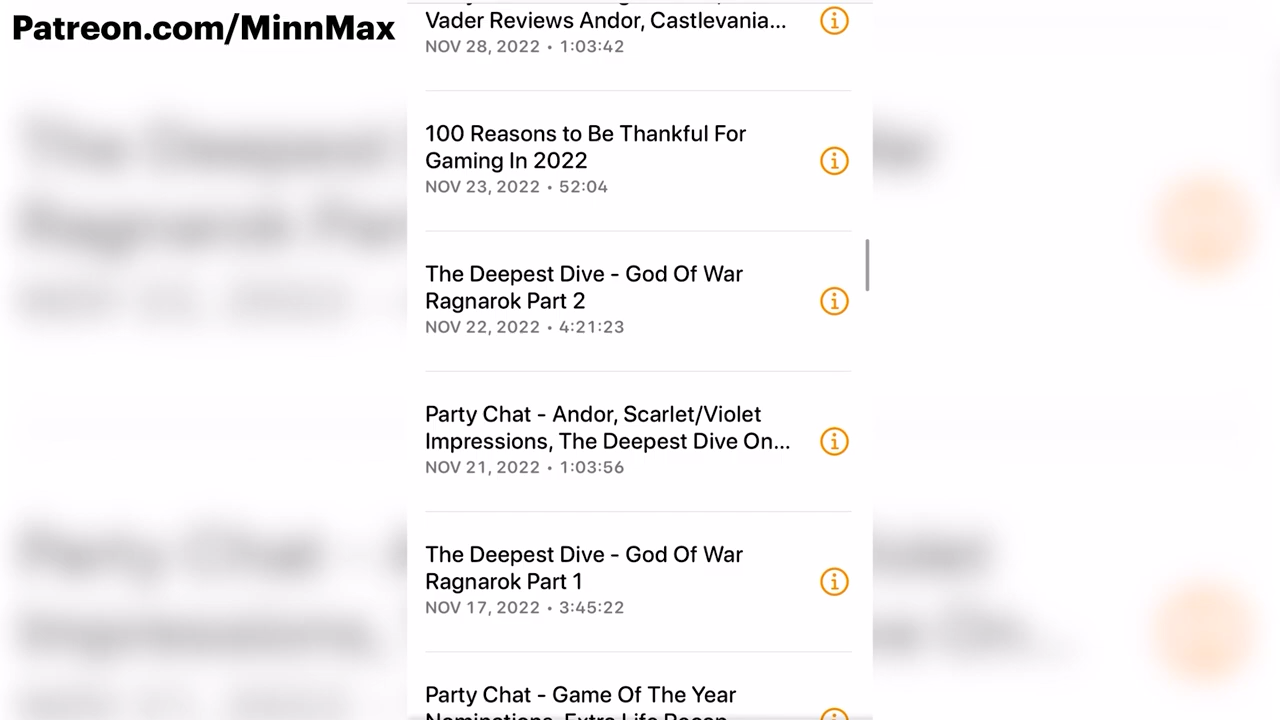 Patreon.com/MinnMax
Vader Reviews Andor, Castlevania...
NOV 28, 2022 • 1:03:42
100 Reasons to Be Thankful For
Gaming In 2022
NOV 23, 2022 • 52:04
The Deepest Dive - God Of War
Ragnarok Part 2
NOV 22, 2022 • 4:21:23
Party Chat - Andor, Scarlet/Violet
Impressions, The Deepest Dive On...
NOV 21, 2022 • 1:03:56
The Deepest Dive - God Of War
Ragnarok Part 1
NOV 17, 2022 • 3:45:22
Party Chat - Game Of The Year
Nominations, Extra Life Recap